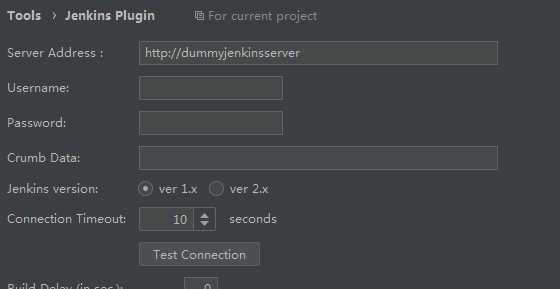 Tools › Jenkins Plugin For current project
Server Address : http://dummyjenkinsserver
Username:
Password:
Crumb Data:
Jenkins version: ver 1.x ver 2.x
Connection Timeout: 10 seconds
Test Connection
Build Delay (in sec.): 0